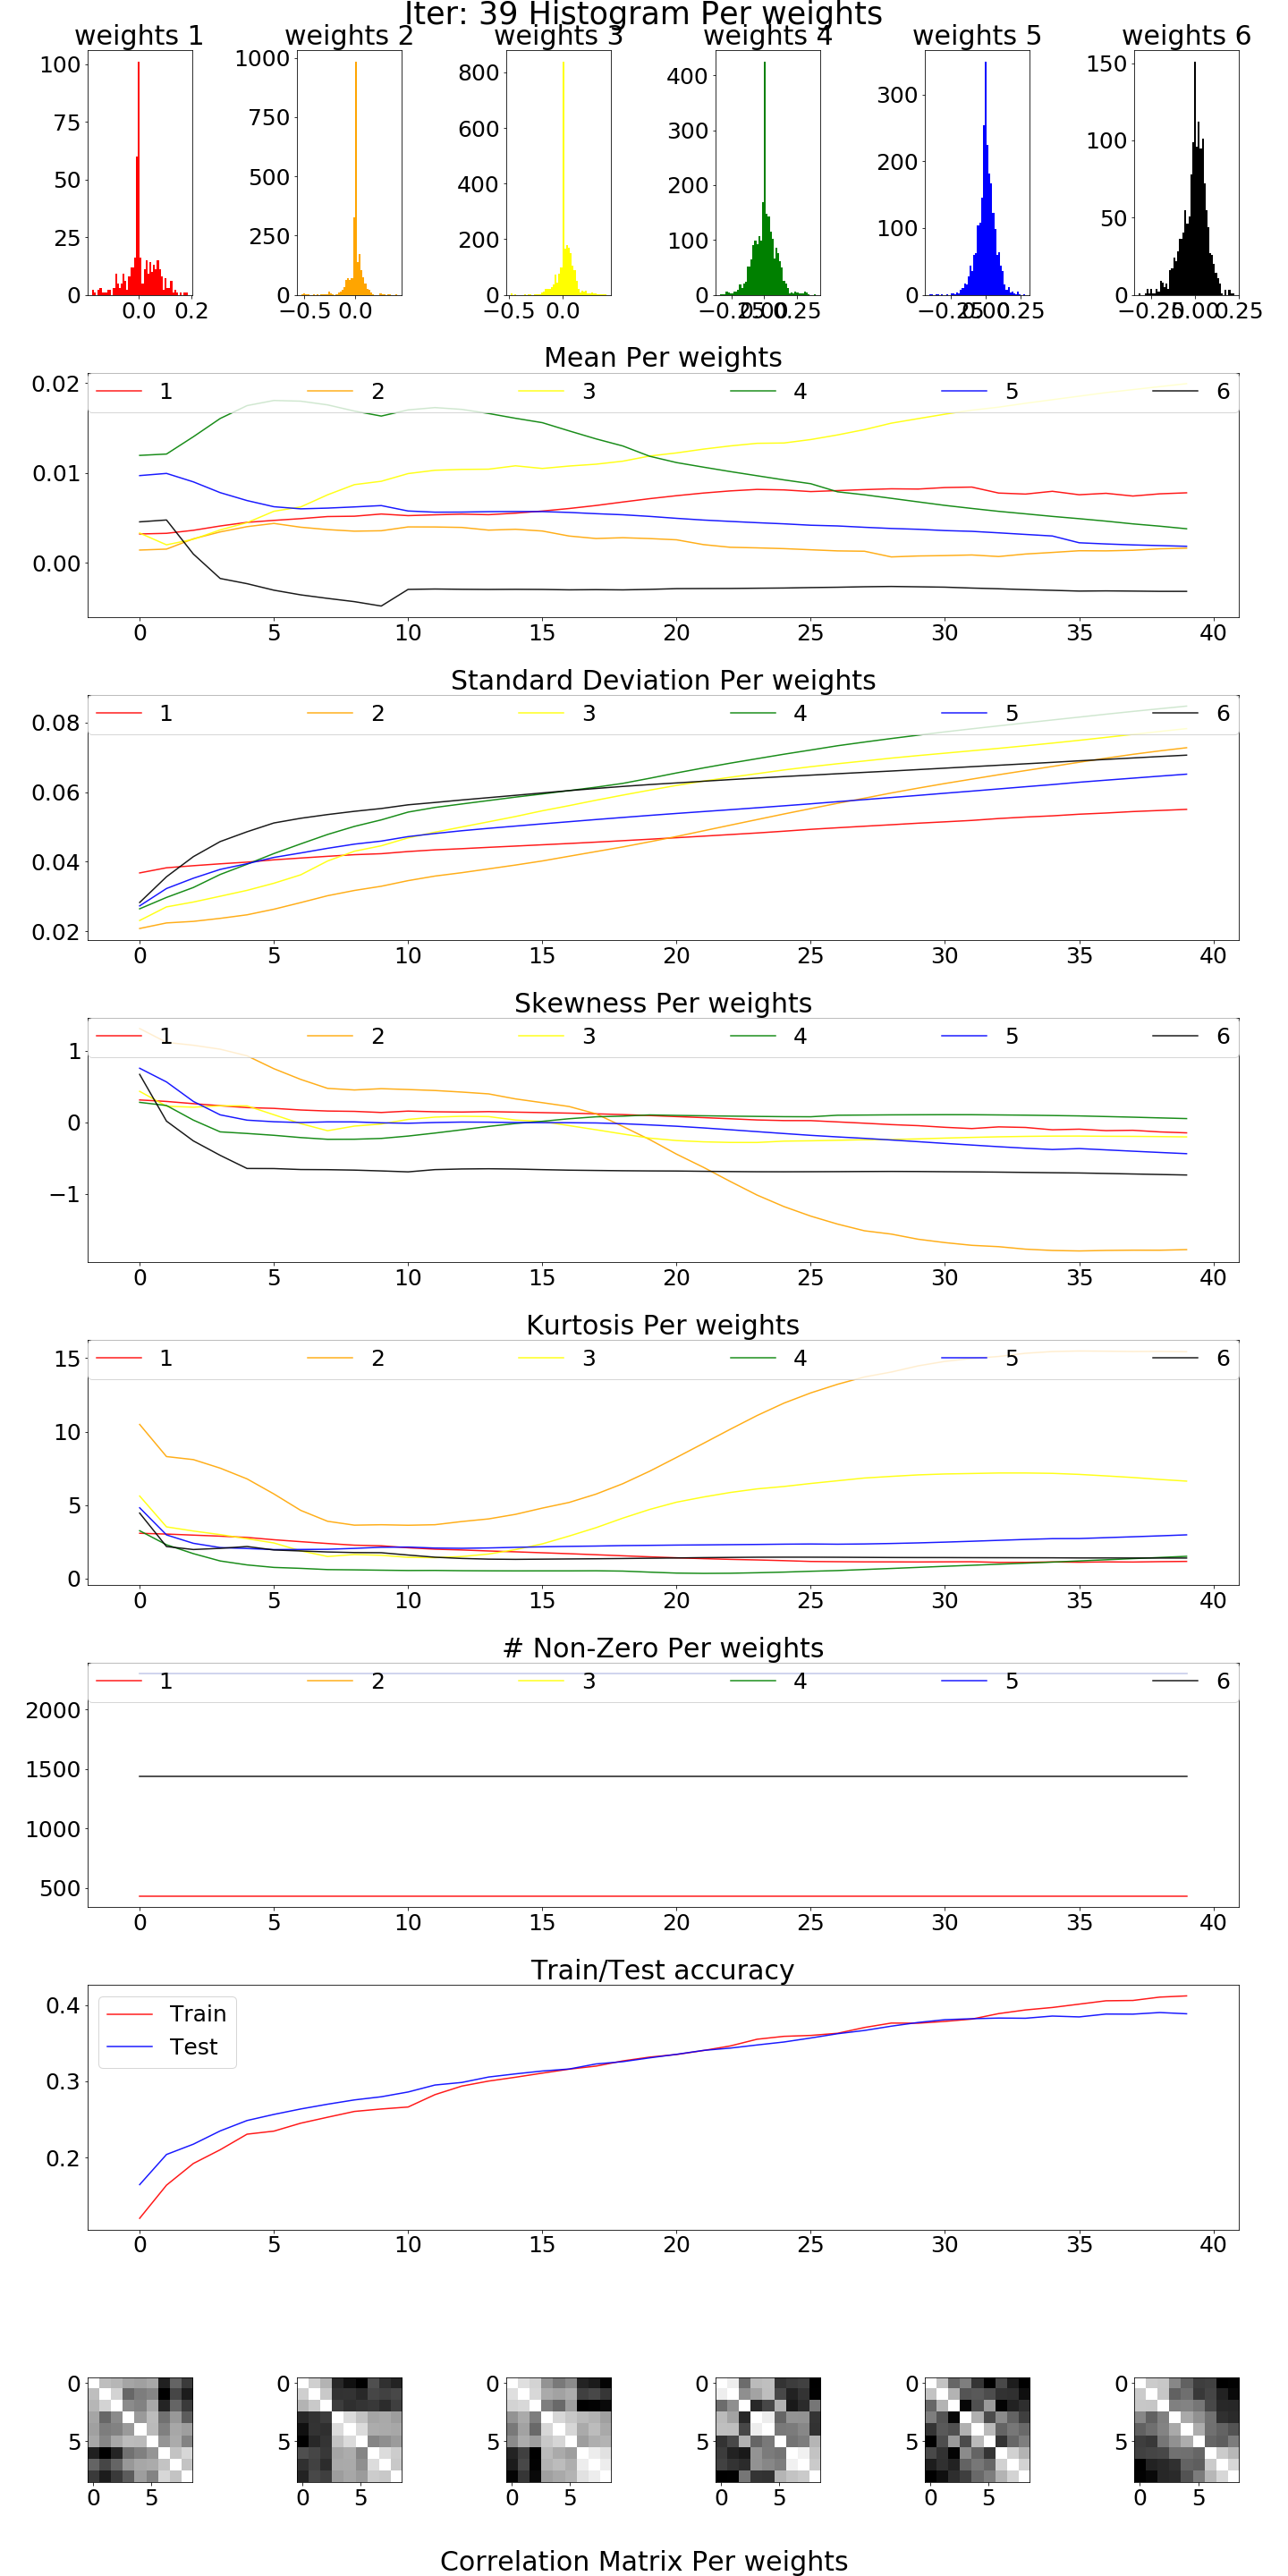 Iter: 39 Histogram Per weights
weights 1 weights 2 weights 3 weights 4 weights 5 weights 6
100 1000 800 400 300 150
75 750 600 300 200 100
50 500 400 200 100 50
25 250 200 100 0 0
0 0 0 0
0.0 0.2 −0.5 0.0 −0.5 0.0 −0.25 0.00 0.25 −0.25 0.00 0.25 −0.25 0.00 0.25
Mean Per weights
1 2 3 4 5 6
0.02
0.01
0.00
0 5 10 15 20 25 30 35 40
Standard Deviation Per weights
1 2 3 4 5 6
0.08
0.06
0.04
0.02
0 5 10 15 20 25 30 35 40
Skewness Per weights
1 2 3 4 5 6
1
0
−1
0 5 10 15 20 25 30 35 40
Kurtosis Per weights
1 2 3 4 5 6
15
10
5
0
0 5 10 15 20 25 30 35 40
# Non-Zero Per weights
1 2 3 4 5 6
2000
1500
1000
500
0 5 10 15 20 25 30 35 40
Train/Test accuracy
Train
Test
0.4
0.3
0.2
0 5 10 15 20 25 30 35 40
0 0 0 0 0 0
5 5 5 5 5 5
0 5 0 5 0 5 0 5 0 5 0 5
Correlation Matrix Per weights